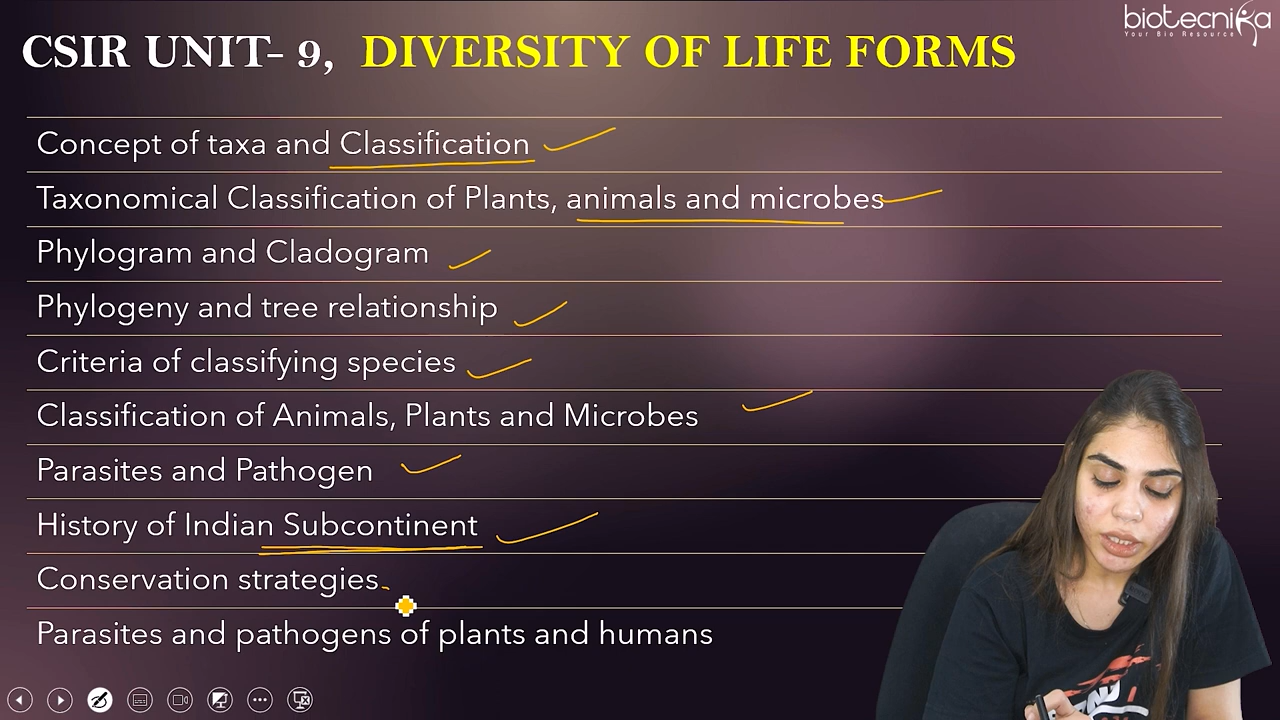 biotecnika
Your Bio Resource
CSIR UNIT- 9, DIVERSITY OF LIFE FORMS
Concept of taxa and Classification
Taxonomical Classification of Plants, animals and microbes
Phylogram and Cladogram
Phylogeny and tree relationship
Criteria of classifying species
Classification of Animals, Plants and Microbes
Parasites and Pathogen
History of Indian Subcontinent
Conservation strategies
Parasites and pathogens of plants and humans